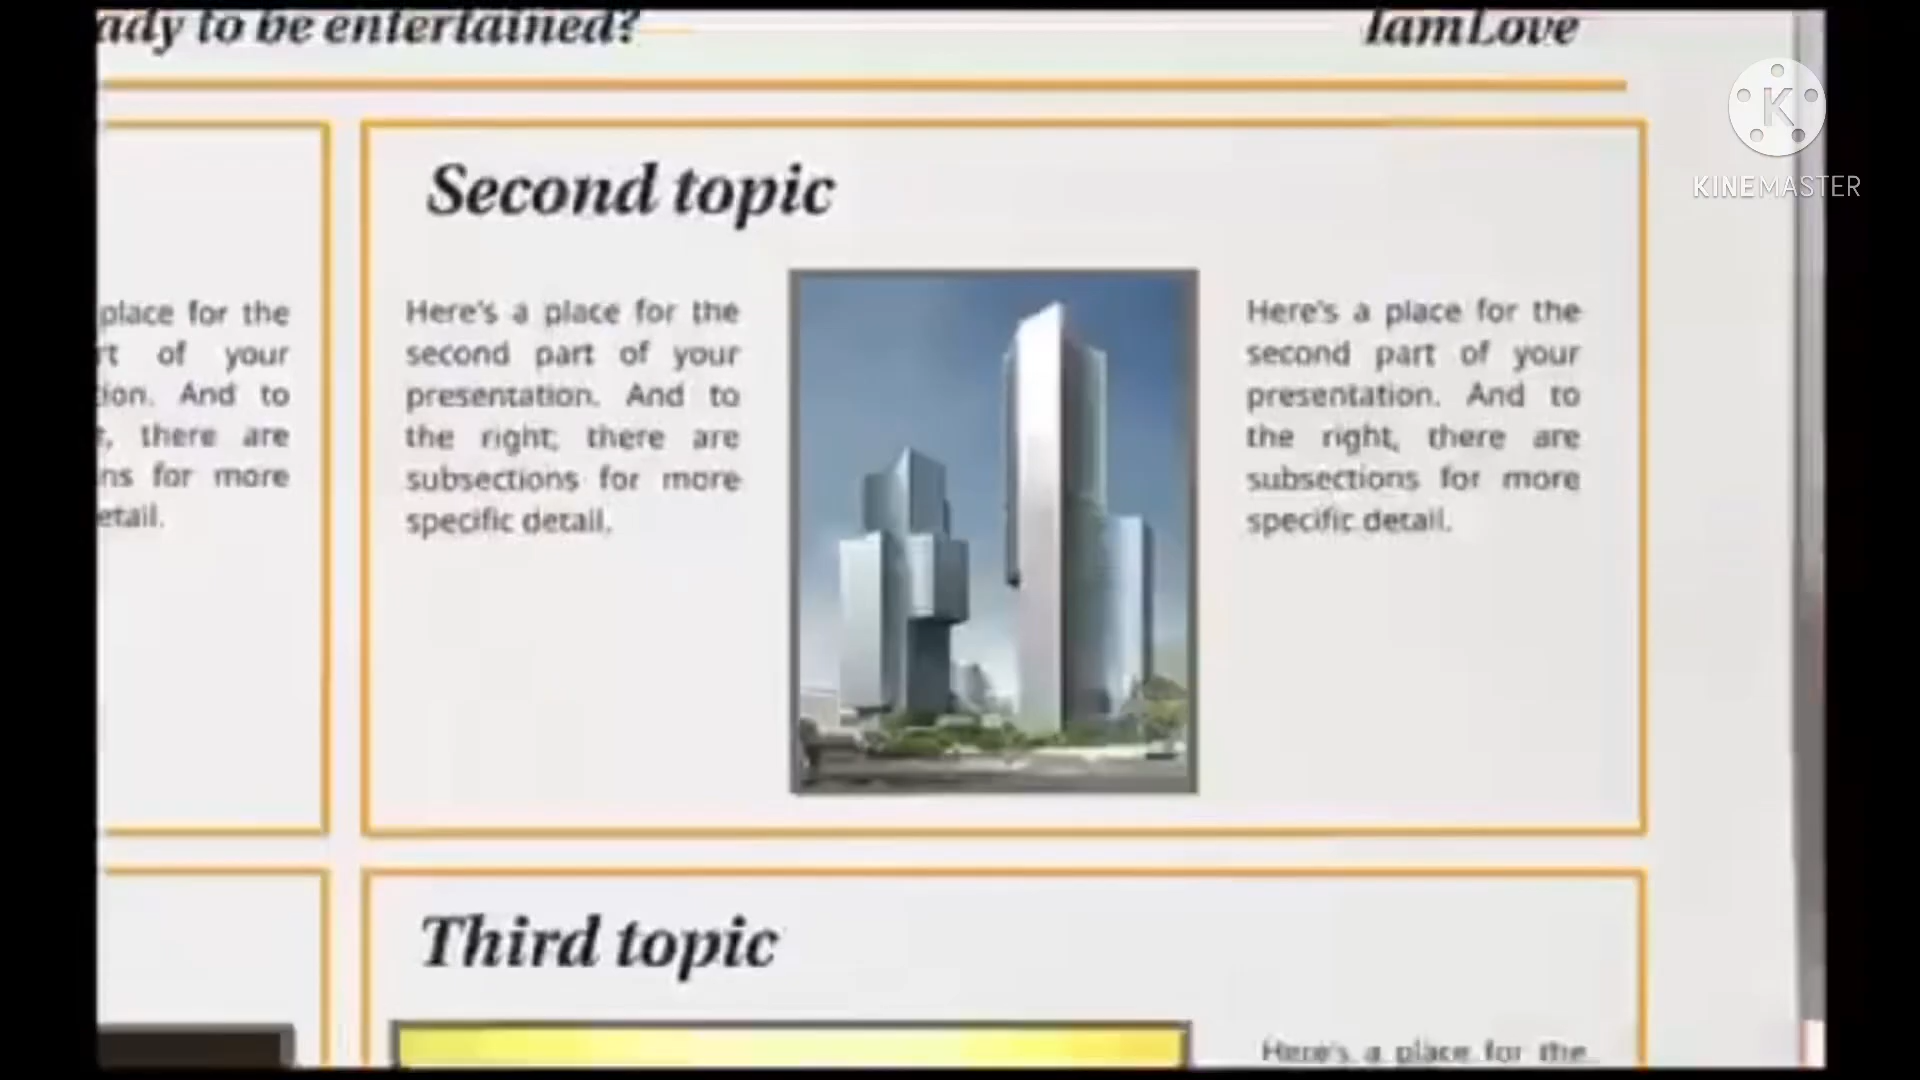 ady to be entertained?
IamLove
KINEMASTER
Second topic
place for the
rt of your
ion. And to
t, there are
ns for more
etail.
Here's a place for the
second part of your
presentation. And to
the right, there are
subsections for more
specific detail.
Here's a place for the
second part of your
presentation. And to
the right, there are
subsections for more
specific detail.
Third topic
Here's a place for the